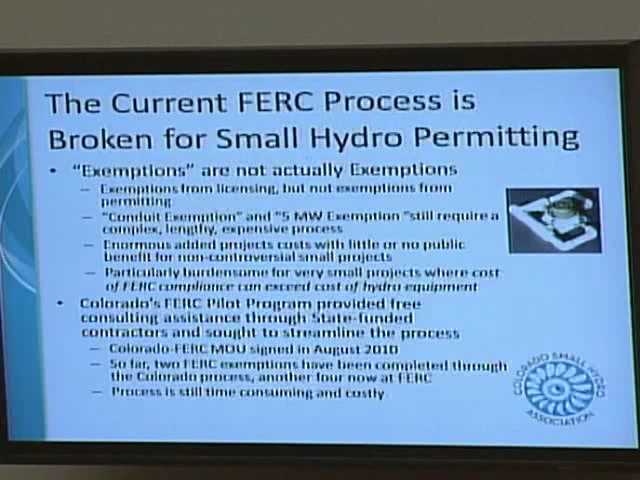 The Current FERC Process is
Broken for Small Hydro Permitting
• "Exemptions" are not actually Exemptions
– Exemptions from licensing, but not exemptions from
permitting
– "Conduit Exemption" and "5 MW Exemption "still require a
complex, lengthy, expensive process
– Enormous added projects costs with little or no public
benefit for non-controversial small projects
– Particularly burdensome for very small projects where cost
of FERC compliance can exceed cost of hydro equipment
• Colorado's FERC Pilot Program provided free
consulting assistance through State-funded
contractors and sought to streamline the process
– Colorado-FERC MOU signed in August 2010
– So far, two FERC exemptions have been completed through
the Colorado process, another four now at FERC
– Process is still time consuming and costly
COLORADO SMALL HYDRO
ASSOCIATION